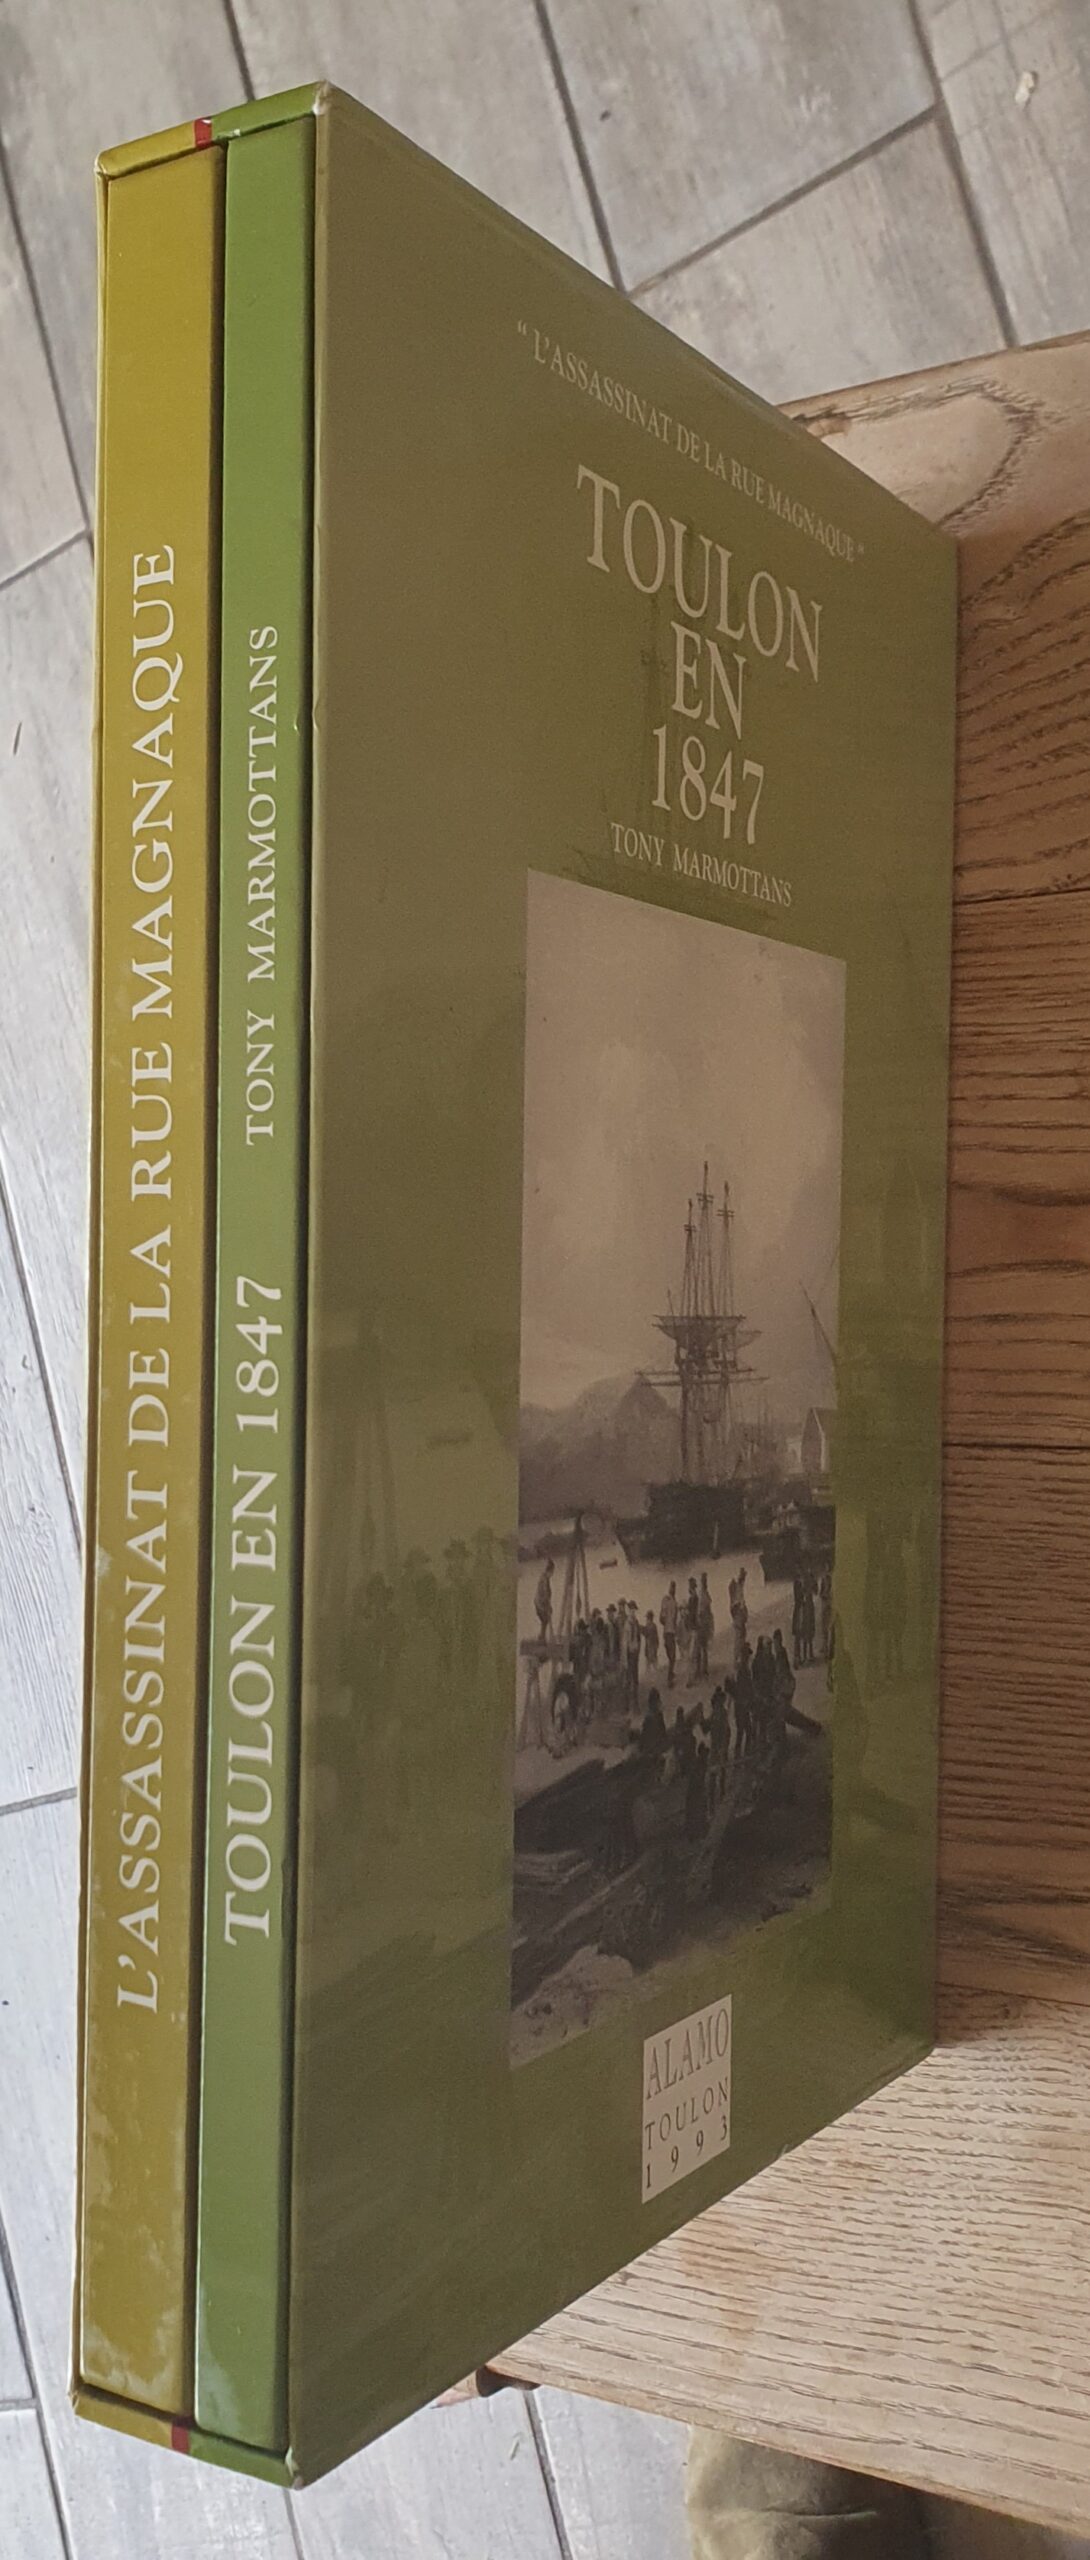 L'ASSASSINAT DE LA RUE MAGNAQUE
TOULON EN 1847 TONY MARMOTTANS
" L'ASSASSINAT DE LA RUE MAGNAQUE "
TOULON
EN
1847
TONY MARMOTTANS
ALAMO
TOULON
1993